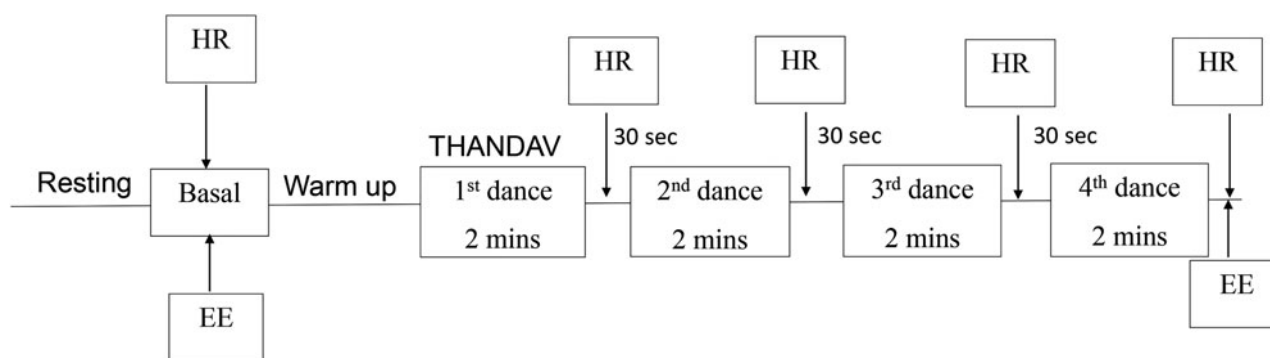 HR
HR
HR
HR
HR
30 sec
30 sec
30 sec
THANDAV
Resting
Basal
Warm up
1st dance
2 mins
2nd dance
2 mins
3rd dance
2 mins
4th dance
2 mins
EE
EE